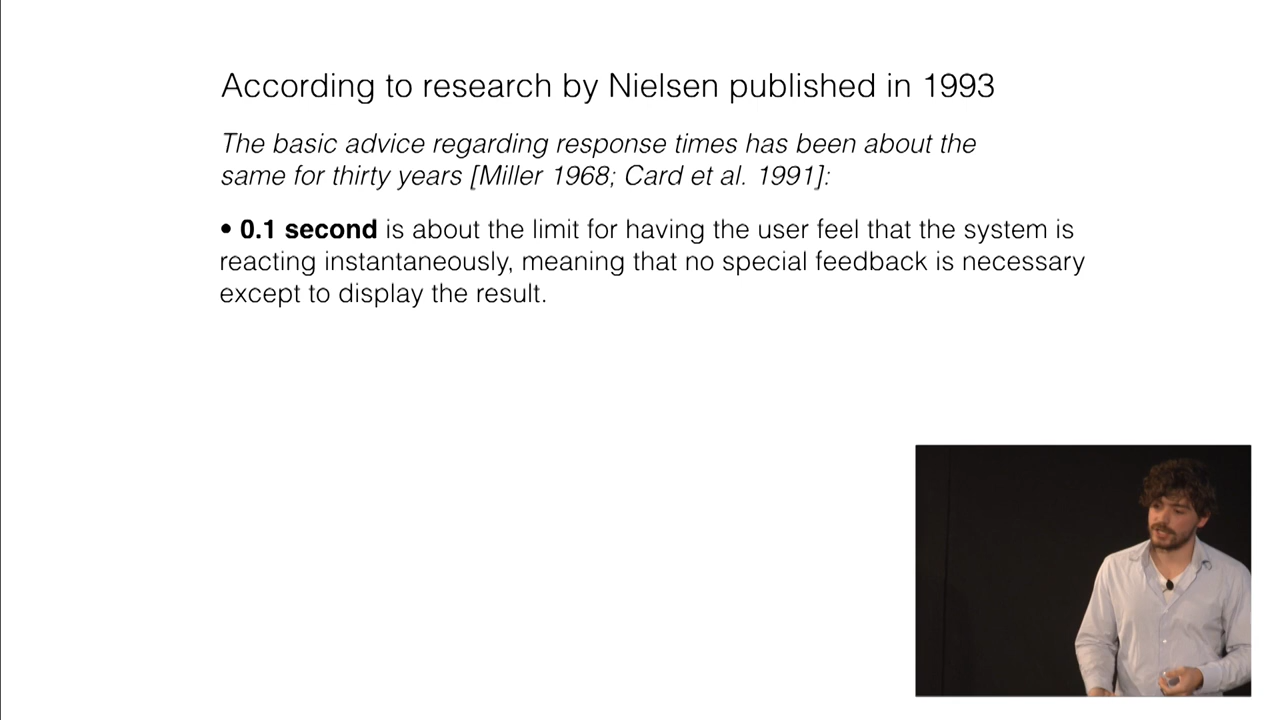 According to research by Nielsen published in 1993
The basic advice regarding response times has been about the
same for thirty years [Miller 1968; Card et al. 1991]:
• 0.1 second is about the limit for having the user feel that the system is
reacting instantaneously, meaning that no special feedback is necessary
except to display the result.